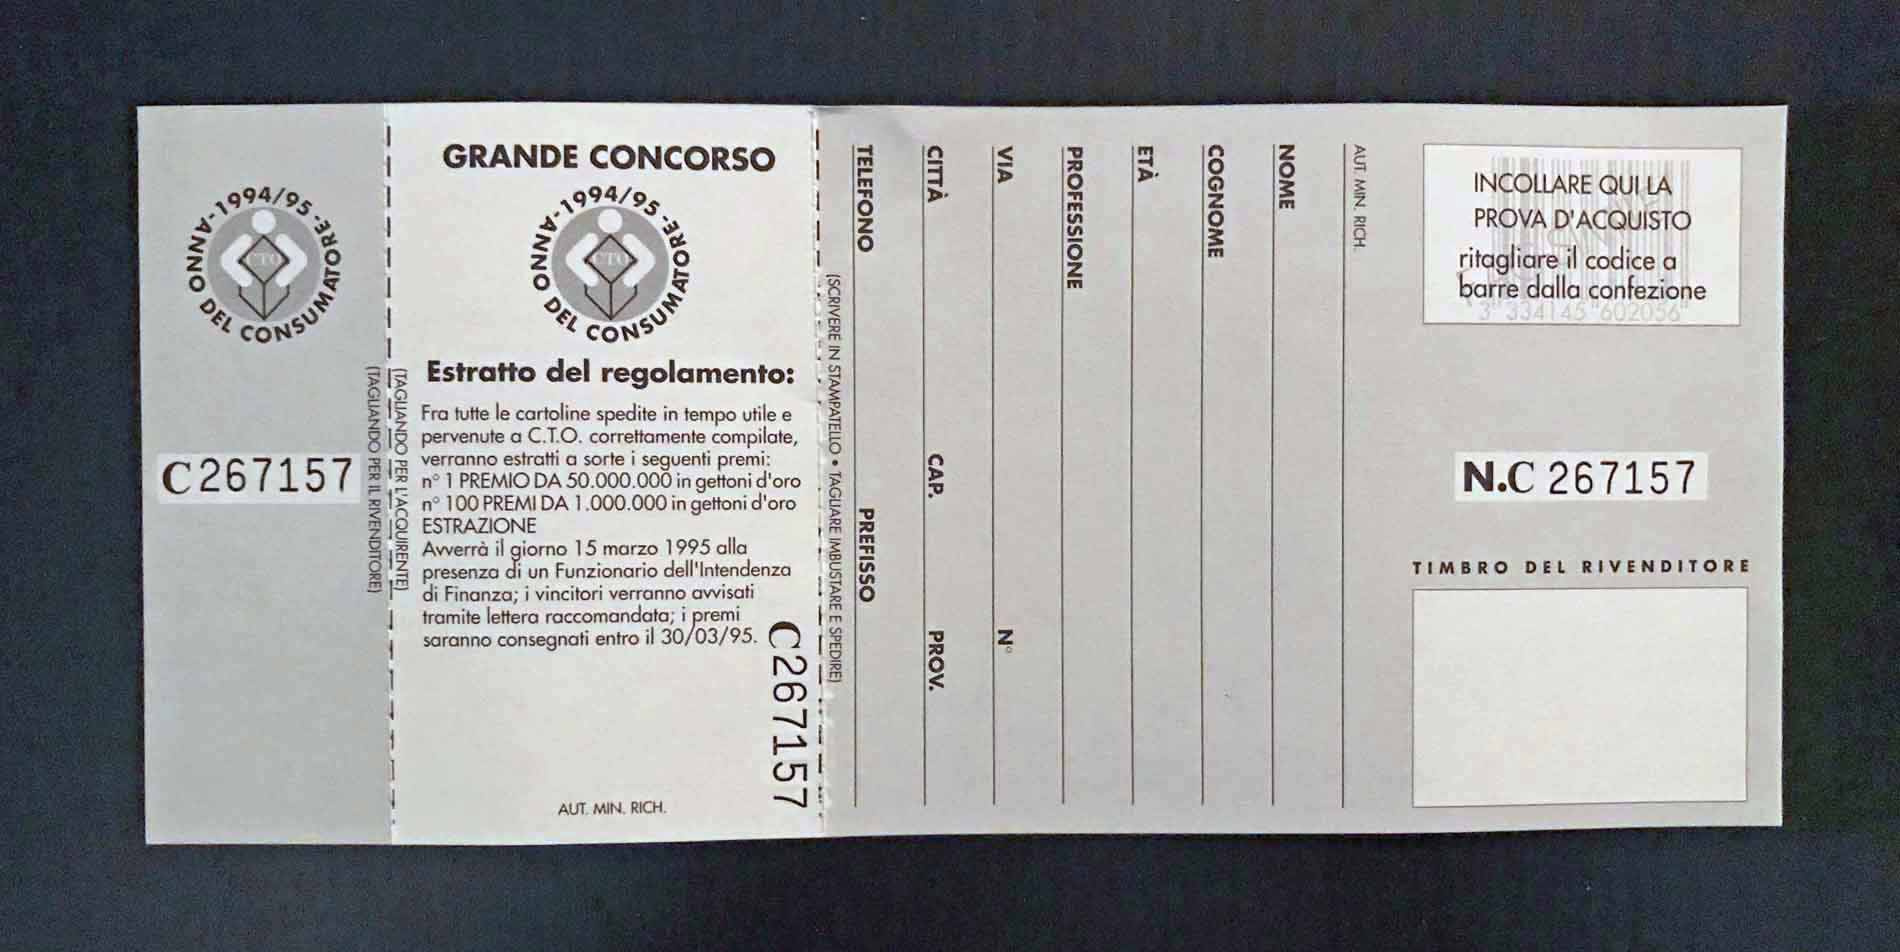 ANNO-1994/95-
DEL CONSUMATORE
CTO
C267157
(TAGLIANDO PER IL RIVENDITORE)
(TAGLIANDO PER L'ACQUIRENTE)
GRANDE CONCORSO
ANNO-1994/95-
DEL CONSUMATORE
CTO
Estratto del regolamento:
Fra tutte le cartoline spedite in tempo utile e
pervenute a C.T.O. correttamente compilate,
verranno estratti a sorte i seguenti premi:
n° 1 PREMIO DA 50.000.000 in gettoni d'oro
n° 100 PREMI DA 1.000.000 in gettoni d'oro
ESTRAZIONE
Avverrà il giorno 15 marzo 1995 alla
presenza di un Funzionario dell'Intendenza
di Finanza; i vincitori verranno avvisati
tramite lettera raccomandata; i premi
saranno consegnati entro il 30/03/95.
C267157
AUT. MIN. RICH.
(SCRIVERE IN STAMPATELLO • TAGLIARE IMBUSTARE E SPEDIRE)
AUT. MIN. RICH.
NOME
COGNOME
ETÀ
PROFESSIONE
VIA N°
CITTÀ CAP. PROV.
TELEFONO PREFISSO
INCOLLARE QUI LA
PROVA D'ACQUISTO
ritagliare il codice a
barre dalla confezione
3 334145 602056
N.C 267157
TIMBRO DEL RIVENDITORE